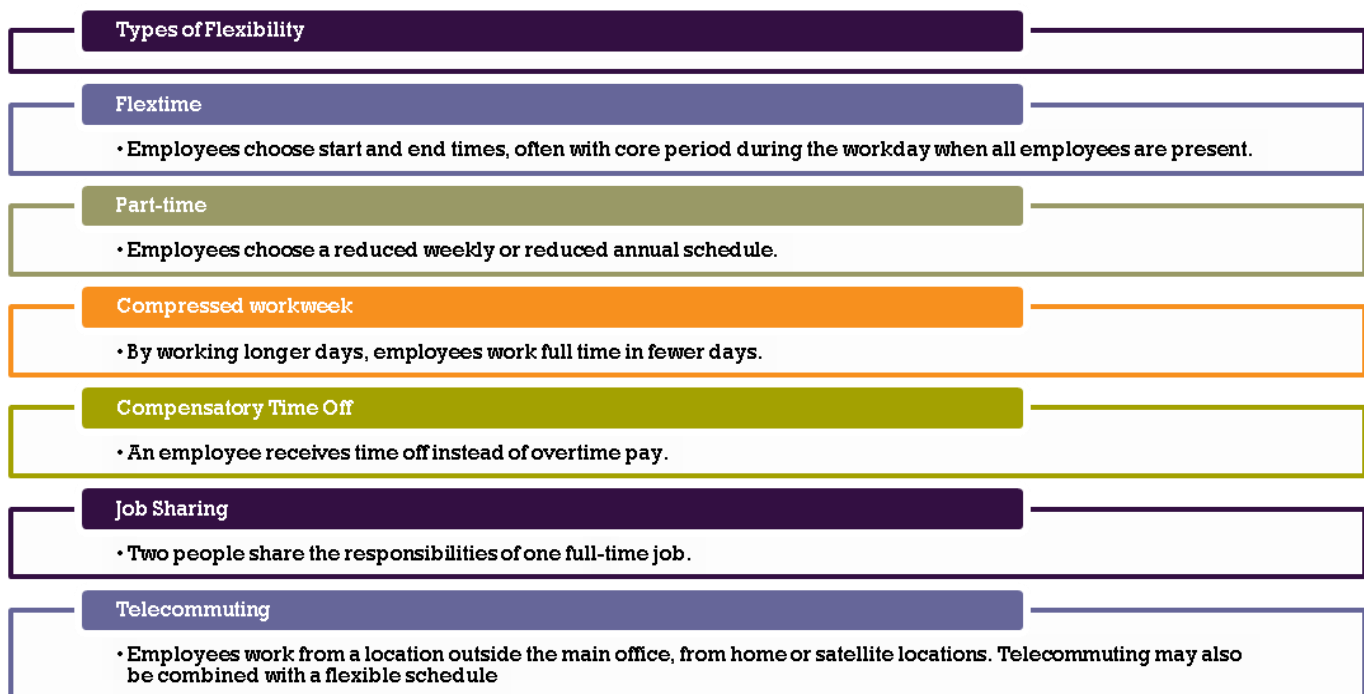 Types of Flexibility
Flextime
• Employees choose start and end times, often with core period during the workday when all employees are present.
Part-time
• Employees choose a reduced weekly or reduced annual schedule.
Compressed workweek
• By working longer days, employees work full time in fewer days.
Compensatory Time Off
• An employee receives time off instead of overtime pay.
Job Sharing
• Two people share the responsibilities of one full-time job.
Telecommuting
• Employees work from a location outside the main office, from home or satellite locations. Telecommuting may also
be combined with a flexible schedule